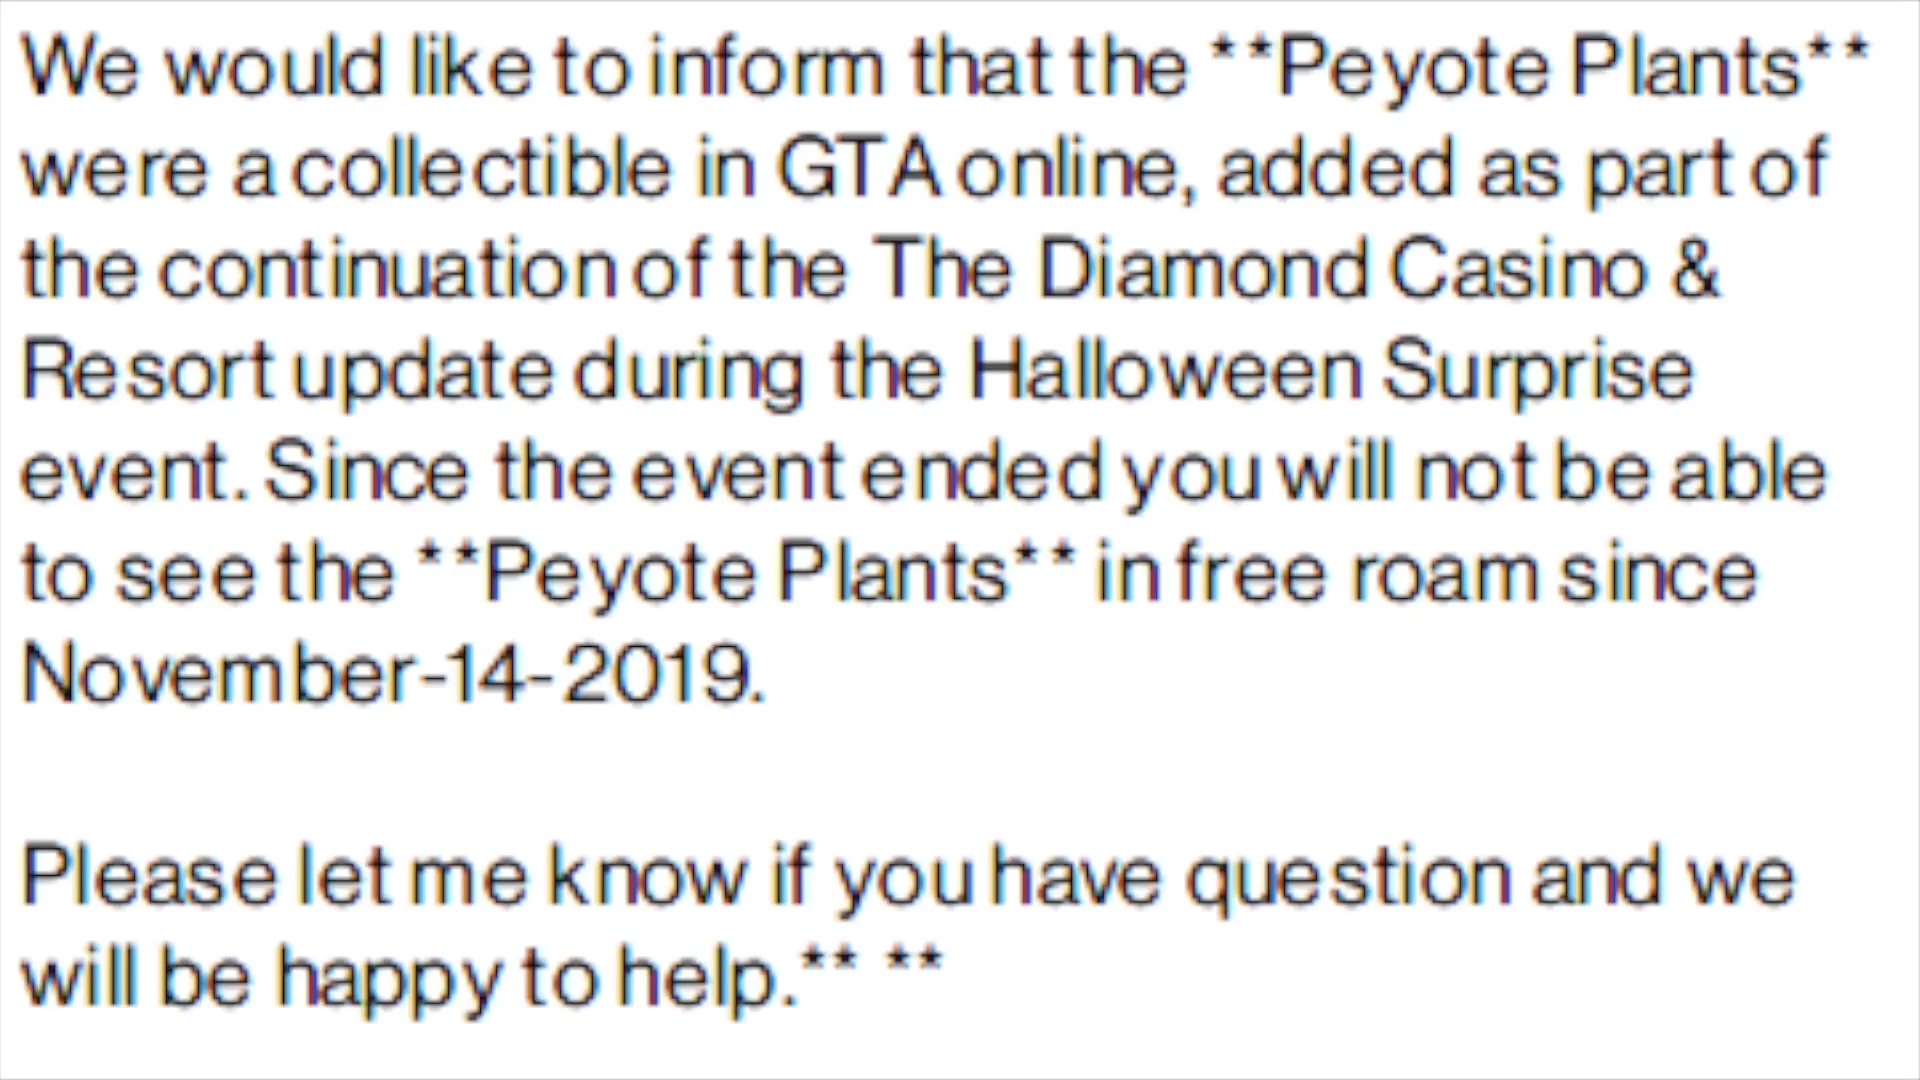 We would like to inform that the **Peyote Plants**
were a collectible in GTA online, added as part of
the continuation of the The Diamond Casino &
Resort update during the Halloween Surprise
event. Since the event ended you will not be able
to see the **Peyote Plants** in free roam since
November-14-2019.
Please let me know if you have question and we
will be happy to help.** **